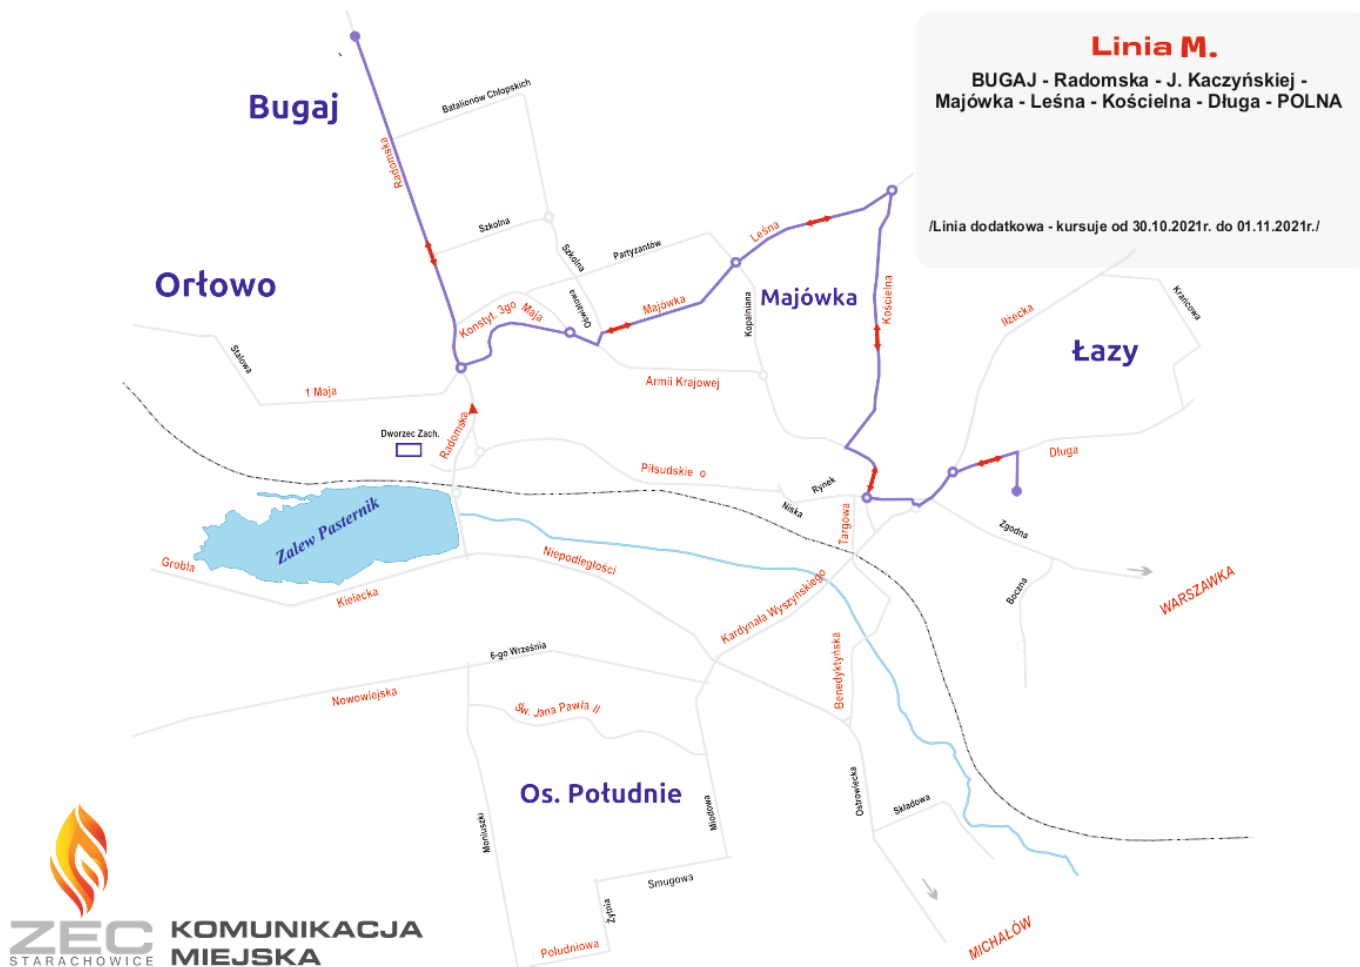 Linia M.
BUGAJ - Radomska - J. Kaczyńskiej -
Majówka - Leśna - Kościelna - Długa - POLNA
/Linia dodatkowa - kursuje od 30.10.2021r. do 01.11.2021r./
Bugaj
Batalionów Chłopskich
Radomska
Szkolna
Szkolna
Partyzantów
Leśna
Orłowo
Konstyt. 3go Maja
Oświatowa
Majówka
Majówka
Kopalniana
Kościelna
Iłżecka
Krańcowa
Łazy
Stalowa
1 Maja
Armii Krajowej
Dworzec Zach.
Radomska
Piłsudskie o
Rynek
Niska
Targowa
Długa
Zgodna
Boczna
WARSZAWKA
Zalew Pasternik
Grobla
Kielecka
Niepodległości
Kardynała Wyszyńskiego
Benedyktyńska
6-go Września
Nowowiejska
Św. Jana Pawła II
Os. Południe
Moniuszki
Miodowa
Ostrowiecka
Składowa
Smugowa
Żytnia
Południowa
MICHAŁÓW
ZEC
STARACHOWICE
KOMUNIKACJA
MIEJSKA